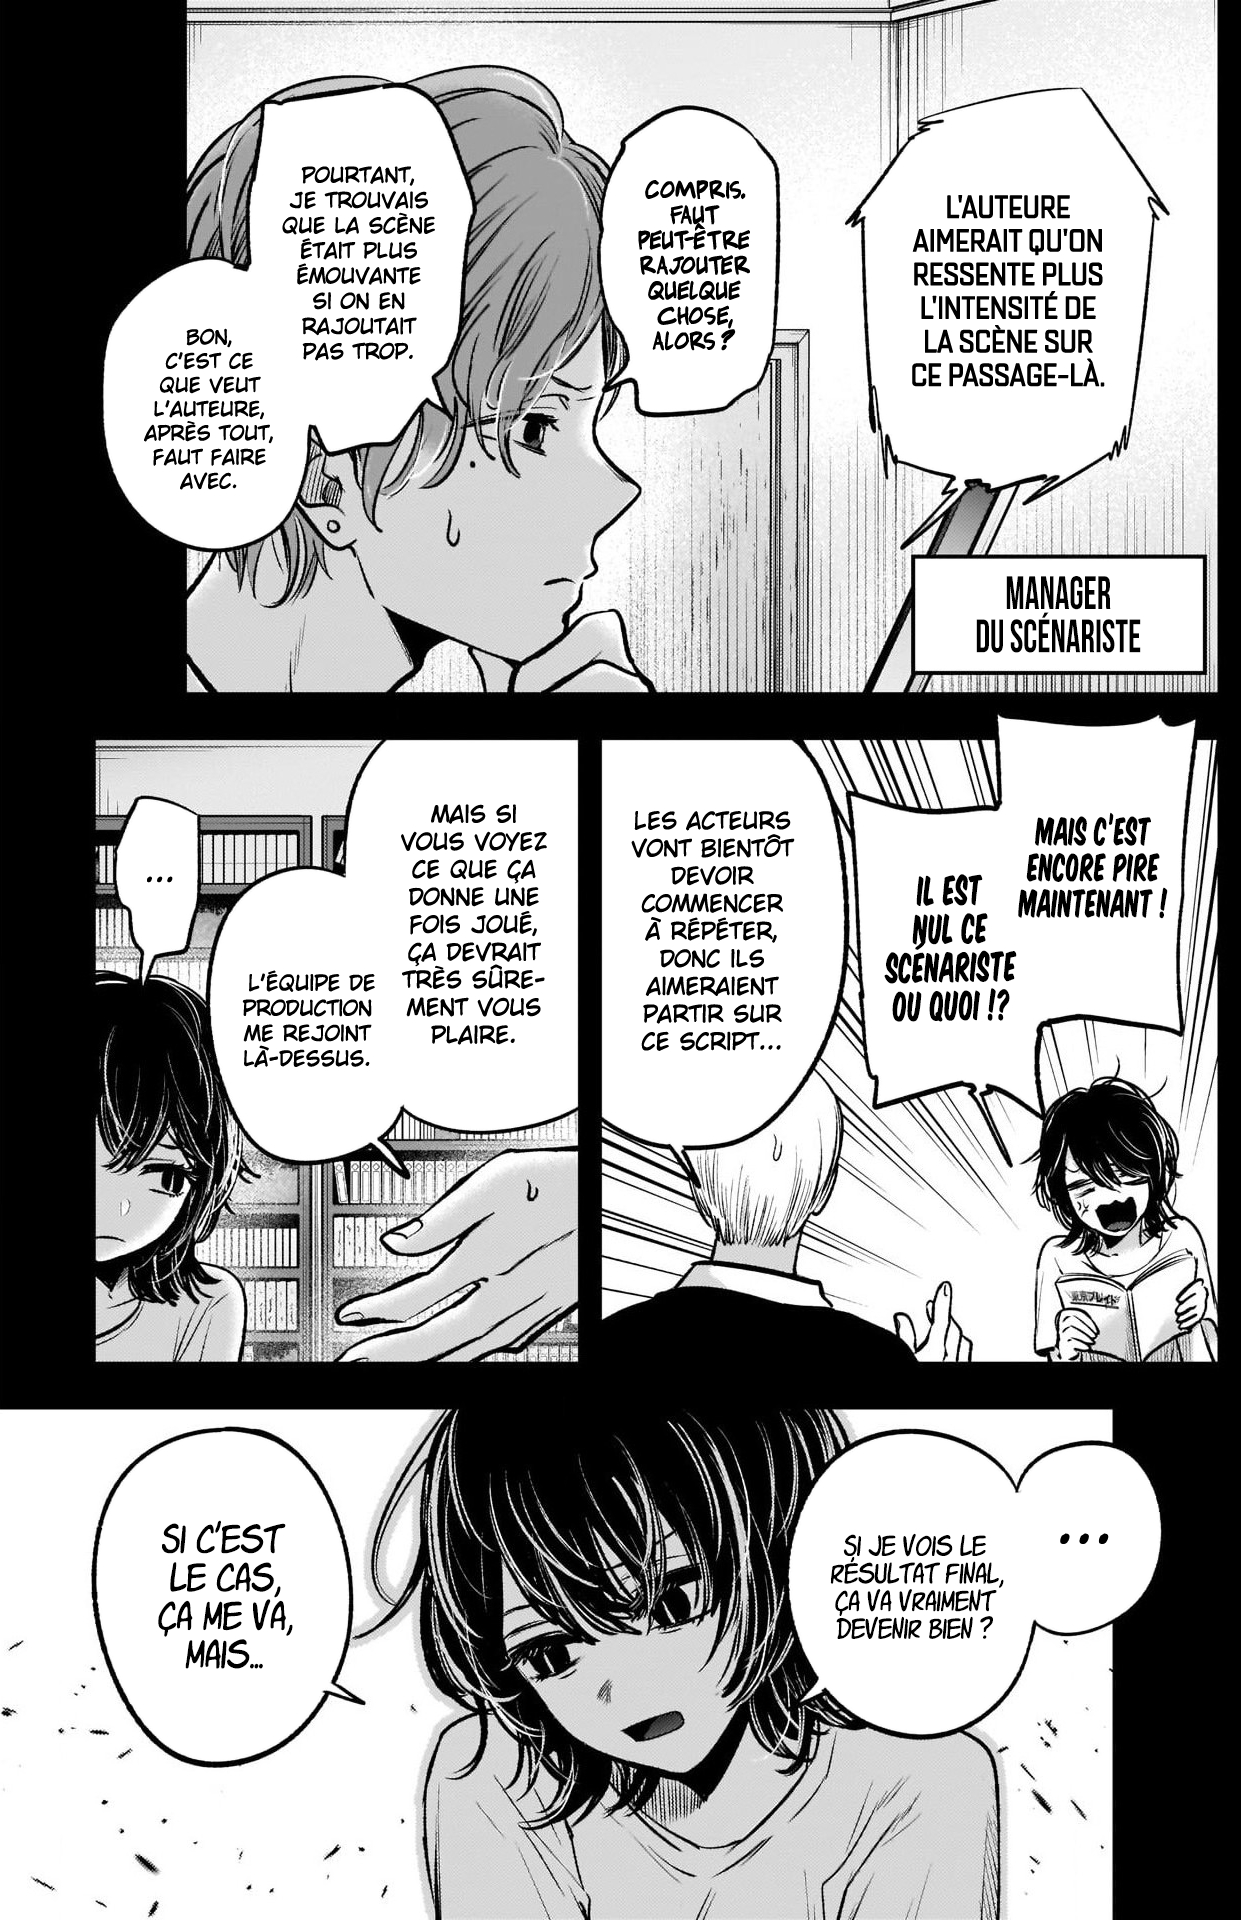 L'AUTEURE
AIMERAIT QU'ON
RESSENTE PLUS
L'INTENSITÉ DE
LA SCÈNE SUR
CE PASSAGE-LÀ.
COMPRIS.
FAUT
PEUT-ÊTRE
RAJOUTER
QUELQUE
CHOSE,
ALORS ?
POURTANT,
JE TROUVAIS
QUE LA SCÈNE
ÉTAIT PLUS
ÉMOUVANTE
SI ON EN
RAJOUTAIT
PAS TROP.
BON,
C'EST CE
QUE VEUT
L'AUTEURE,
APRÈS TOUT,
FAUT FAIRE
AVEC.
MANAGER
DU SCÉNARISTE
MAIS C'EST
ENCORE PIRE
MAINTENANT !
IL EST
NUL CE
SCÉNARISTE
OU QUOI !?
LES ACTEURS
VONT BIENTÔT
DEVOIR
COMMENCER
À RÉPÉTER,
DONC ILS
AIMERAIENT
PARTIR SUR
CE SCRIPT...
MAIS SI
VOUS VOYEZ
CE QUE ÇA
DONNE UNE
FOIS JOUÉ,
ÇA DEVRAIT
TRÈS SÛRE-
MENT VOUS
PLAIRE.
L'ÉQUIPE DE
PRODUCTION
ME REJOINT
LÀ-DESSUS.
...
...
SI JE VOIS LE
RÉSULTAT FINAL,
ÇA VA VRAIMENT
DEVENIR BIEN ?
SI C'EST
LE CAS,
ÇA ME VA,
MAIS...